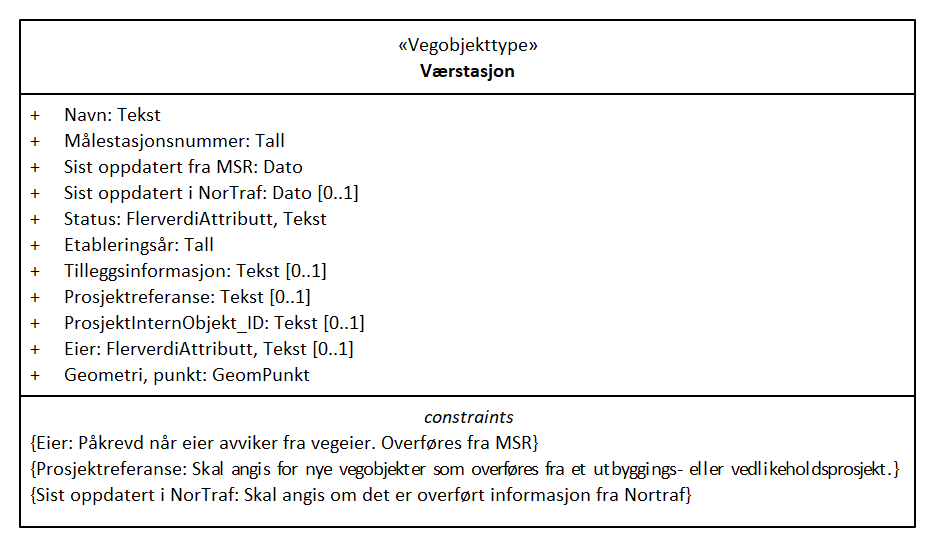 «Vegobjekttype»
Værstasjon
+ Navn: Tekst
+ Målestasjonsnummer: Tall
+ Sist oppdatert fra MSR: Dato
+ Sist oppdatert i NorTraf: Dato [0..1]
+ Status: FlerverdiAttributt, Tekst
+ Etableringsår: Tall
+ Tilleggsinformasjon: Tekst [0..1]
+ Prosjektreferanse: Tekst [0..1]
+ ProsjektInternObjekt_ID: Tekst [0..1]
+ Eier: FlerverdiAttributt, Tekst [0..1]
+ Geometri, punkt: GeomPunkt
constraints
{Eier: Påkrevd når eier avviker fra vegeier. Overføres fra MSR}
{Prosjektreferanse: Skal angis for nye vegobjekter som overføres fra et utbyggings- eller vedlikeholdsprosjekt.}
{Sist oppdatert i NorTraf: Skal angis om det er overført informasjon fra Nortraf}